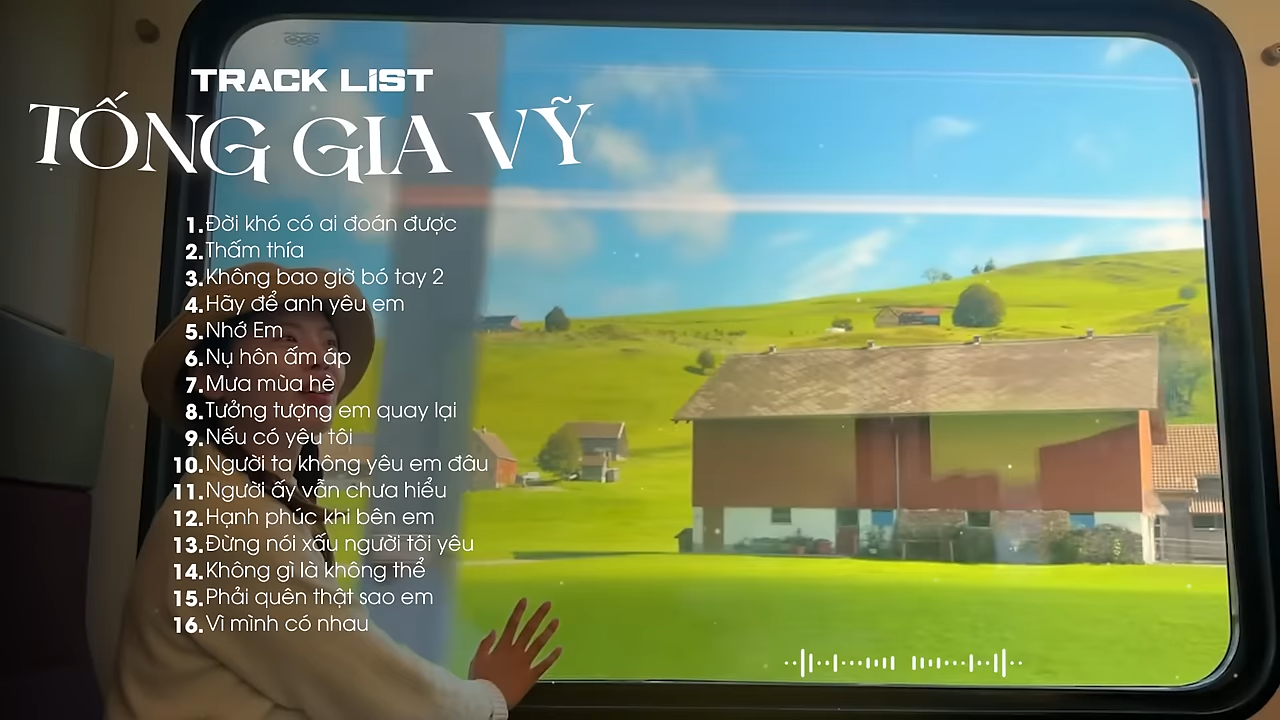 TRACK LIST
TỐNG GIA VỸ
1.Đời khó có ai đoán được
2.Thấm thía
3.Không bao giờ bó tay 2
4.Hãy để anh yêu em
5.Nhớ Em
6.Nụ hôn ấm áp
7.Mưa mùa hè
8.Tưởng tượng em quay lại
9.Nếu có yêu tôi
10.Người ta không yêu em đâu
11.Người ấy vẫn chưa hiểu
12.Hạnh phúc khi bên em
13.Đừng nói xấu người tôi yêu
14.Không gì là không thể
15.Phải quên thật sao em
16.Vì mình có nhau